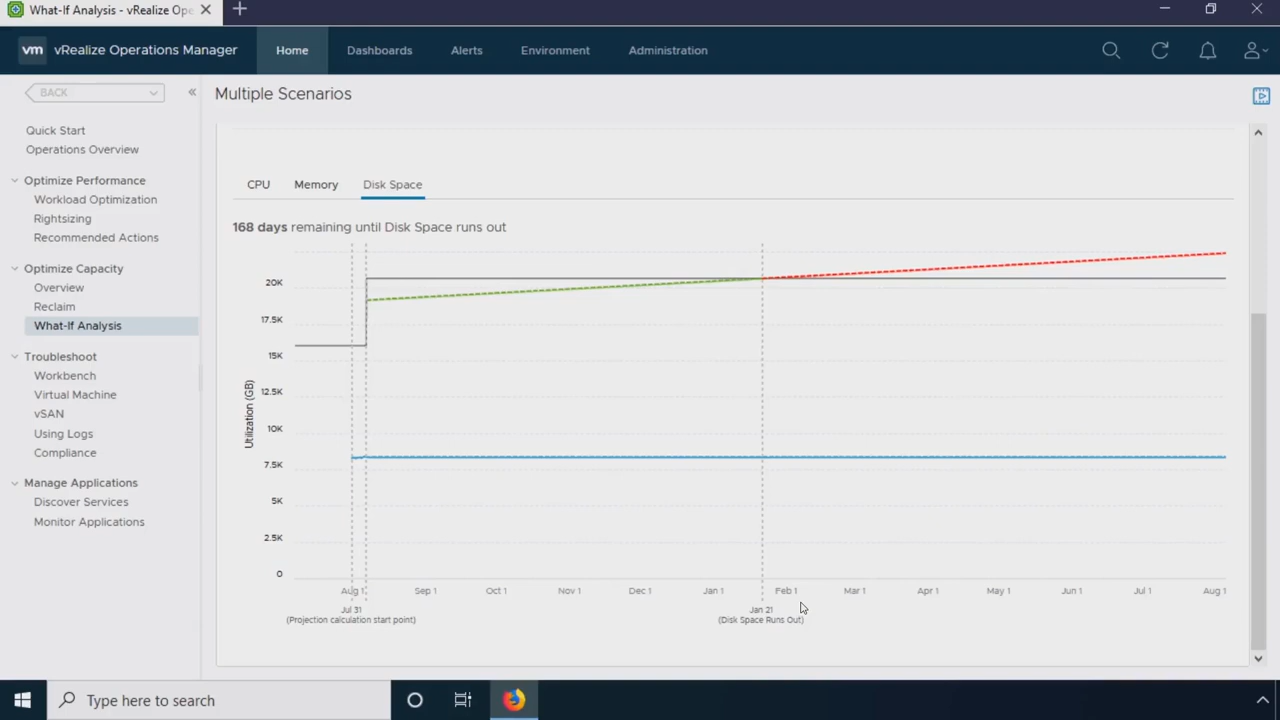 What-If Analysis - vRealize Ope
vm vRealize Operations Manager Home Dashboards Alerts Environment Administration
BACK
Multiple Scenarios
Quick Start
Operations Overview
Optimize Performance
Workload Optimization
Rightsizing
Recommended Actions
Optimize Capacity
Overview
Reclaim
What-If Analysis
Troubleshoot
Workbench
Virtual Machine
vSAN
Using Logs
Compliance
Manage Applications
Discover Services
Monitor Applications
CPU Memory Disk Space
168 days remaining until Disk Space runs out
Utilization (GB)
20K
17.5K
15K
12.5K
10K
7.5K
5K
2.5K
0
Aug 1 Sep 1 Oct 1 Nov 1 Dec 1 Jan 1 Feb 1 Mar 1 Apr 1 May 1 Jun 1 Jul 1 Aug 1
Jul 31
(Projection calculation start point)
Jan 21
(Disk Space Runs Out)
Type here to search